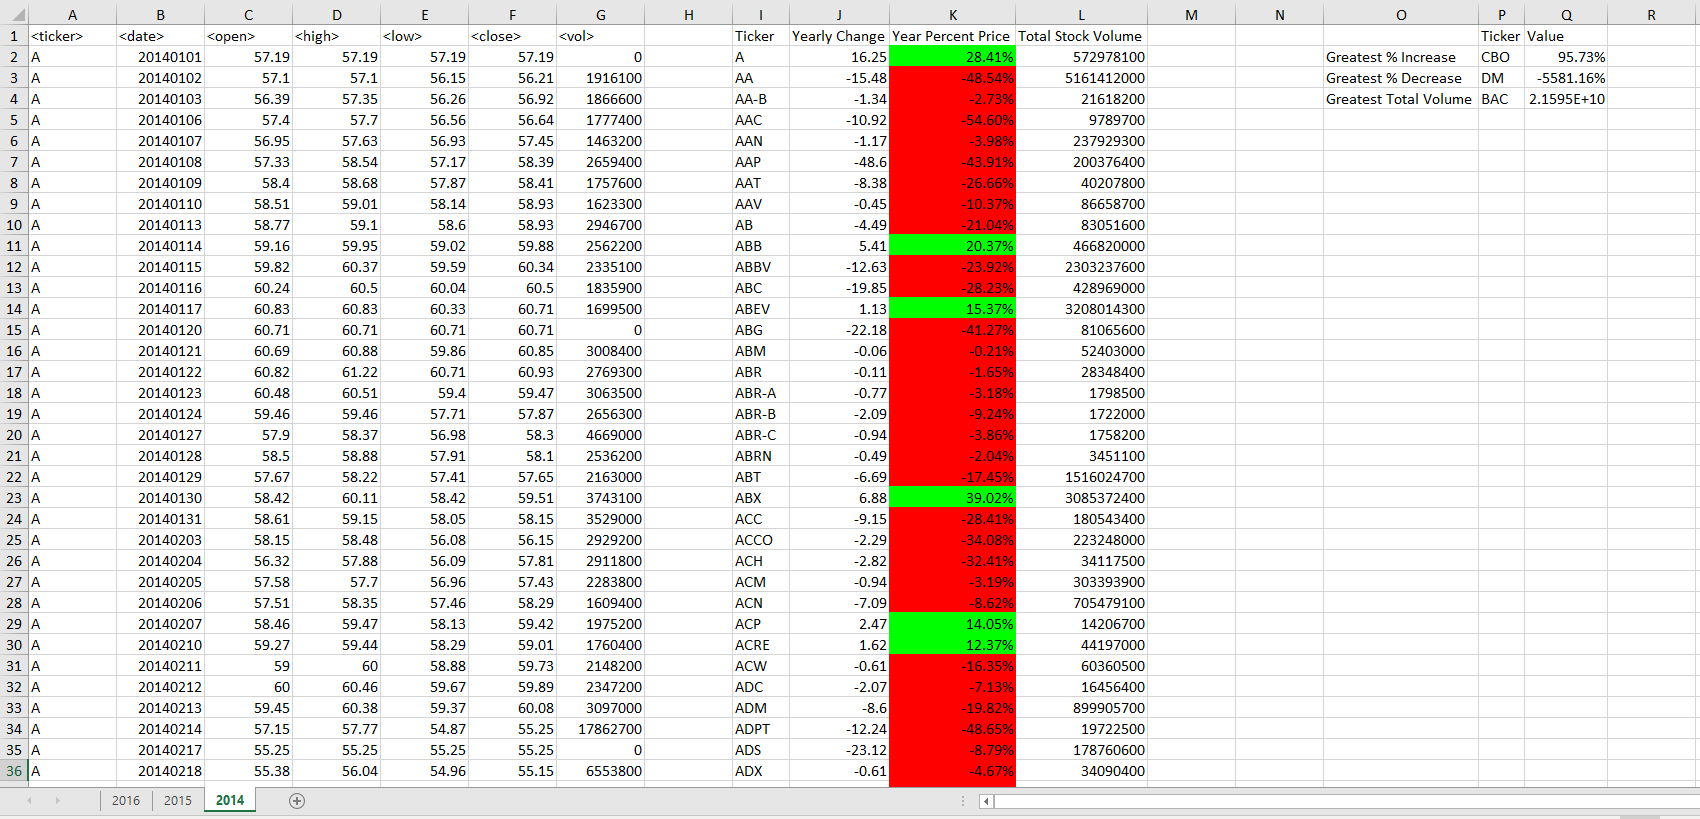 A B C D E F G H I J K L M N O P Q R
1 <ticker> <date> <open> <high> <low> <close> <vol> Ticker Yearly Change Year Percent Price Total Stock Volume Ticker Value
2 A 20140101 57.19 57.19 57.19 57.19 0 A 16.25 28.41% 572978100 Greatest % Increase CBO 95.73%
3 A 20140102 57.1 57.1 56.15 56.21 1916100 AA -15.48 -48.54% 5161412000 Greatest % Decrease DM -5581.16%
4 A 20140103 56.39 57.35 56.26 56.92 1866600 AA-B -1.34 -2.73% 21618200 Greatest Total Volume BAC 2.1595E+10
5 A 20140106 57.4 57.7 56.56 56.64 1777400 AAC -10.92 -54.60% 9789700
6 A 20140107 56.95 57.63 56.93 57.45 1463200 AAN -1.17 -3.98% 237929300
7 A 20140108 57.33 58.54 57.17 58.39 2659400 AAP -48.6 -43.91% 200376400
8 A 20140109 58.4 58.68 57.87 58.41 1757600 AAT -8.38 -26.66% 40207800
9 A 20140110 58.51 59.01 58.14 58.93 1623300 AAV -0.45 -10.37% 86658700
10 A 20140113 58.77 59.1 58.6 58.93 2946700 AB -4.49 -21.04% 83051600
11 A 20140114 59.16 59.95 59.02 59.88 2562200 ABB 5.41 20.37% 466820000
12 A 20140115 59.82 60.37 59.59 60.34 2335100 ABBV -12.63 -23.92% 2303237600
13 A 20140116 60.24 60.5 60.04 60.5 1835900 ABC -19.85 -28.23% 428969000
14 A 20140117 60.83 60.83 60.33 60.71 1699500 ABEV 1.13 15.37% 3208014300
15 A 20140120 60.71 60.71 60.71 60.71 0 ABG -22.18 -41.27% 81065600
16 A 20140121 60.69 60.88 59.86 60.85 3008400 ABM -0.06 -0.21% 52403000
17 A 20140122 60.82 61.22 60.71 60.93 2769300 ABR -0.11 -1.65% 28348400
18 A 20140123 60.48 60.51 59.4 59.47 3063500 ABR-A -0.77 -3.18% 1798500
19 A 20140124 59.46 59.46 57.71 57.87 2656300 ABR-B -2.09 -9.24% 1722000
20 A 20140127 57.9 58.37 56.98 58.3 4669000 ABR-C -0.94 -3.86% 1758200
21 A 20140128 58.5 58.88 57.91 58.1 2536200 ABRN -0.49 -2.04% 3451100
22 A 20140129 57.67 58.22 57.41 57.65 2163000 ABT -6.69 -17.45% 1516024700
23 A 20140130 58.42 60.11 58.42 59.51 3743100 ABX 6.88 39.02% 3085372400
24 A 20140131 58.61 59.15 58.05 58.15 3529000 ACC -9.15 -28.41% 180543400
25 A 20140203 58.15 58.48 56.08 56.15 2929200 ACCO -2.29 -34.08% 223248000
26 A 20140204 56.32 57.88 56.09 57.81 2911800 ACH -2.82 -32.41% 34117500
27 A 20140205 57.58 57.7 56.96 57.43 2283800 ACM -0.94 -3.19% 303393900
28 A 20140206 57.51 58.35 57.46 58.29 1609400 ACN -7.09 -8.62% 705479100
29 A 20140207 58.46 59.47 58.13 59.42 1975200 ACP 2.47 14.05% 14206700
30 A 20140210 59.27 59.44 58.29 59.01 1760400 ACRE 1.62 12.37% 44197000
31 A 20140211 59 60 58.88 59.73 2148200 ACW -0.61 -16.35% 60360500
32 A 20140212 60 60.46 59.67 59.89 2347200 ADC -2.07 -7.13% 16456400
33 A 20140213 59.45 60.38 59.37 60.08 3097000 ADM -8.6 -19.82% 899905700
34 A 20140214 57.15 57.77 54.87 55.25 17862700 ADPT -12.24 -48.65% 19722500
35 A 20140217 55.25 55.25 55.25 55.25 0 ADS -23.12 -8.79% 178760600
36 A 20140218 55.38 56.04 54.96 55.15 6553800 ADX -0.61 -4.67% 34090400
2016 2015 2014